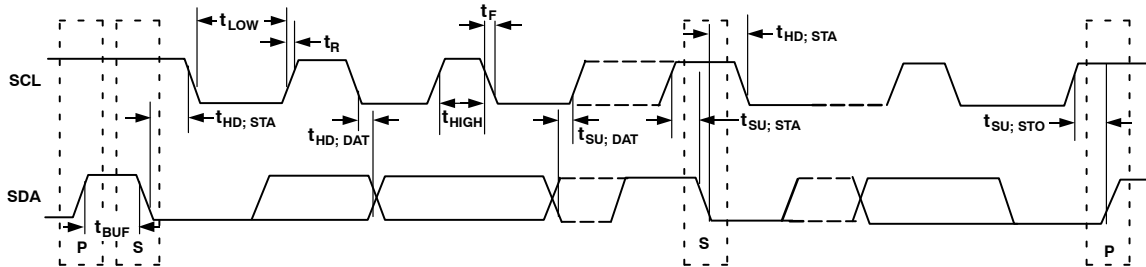 tF
tLOW
tR
tHD; STA
SCL
tHD; STA
tHD; DAT
tHIGH
tSU; DAT
tSU; STA
tSU; STO
SDA
tBUF
P
S
S
P